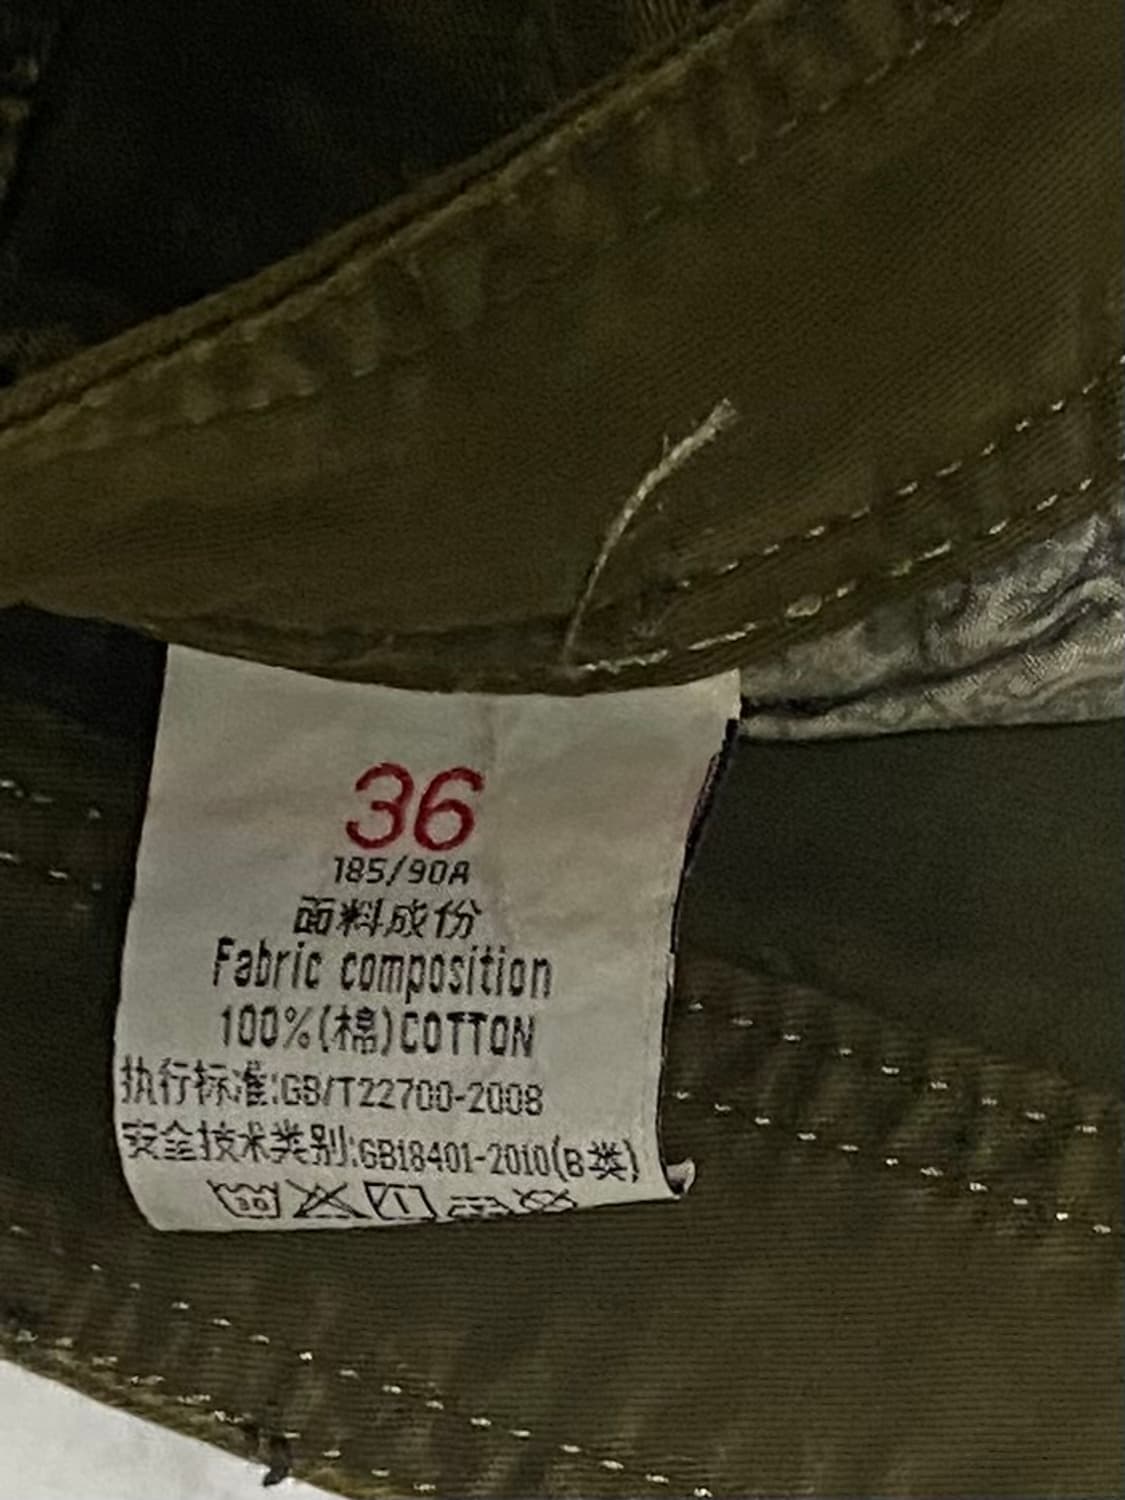 36
185/90A
面料成份
Fabric composition
100%(棉)COTTON
执行标准:GB/T22700-2008
安全技术类别:GB18401-2010(B类)
30